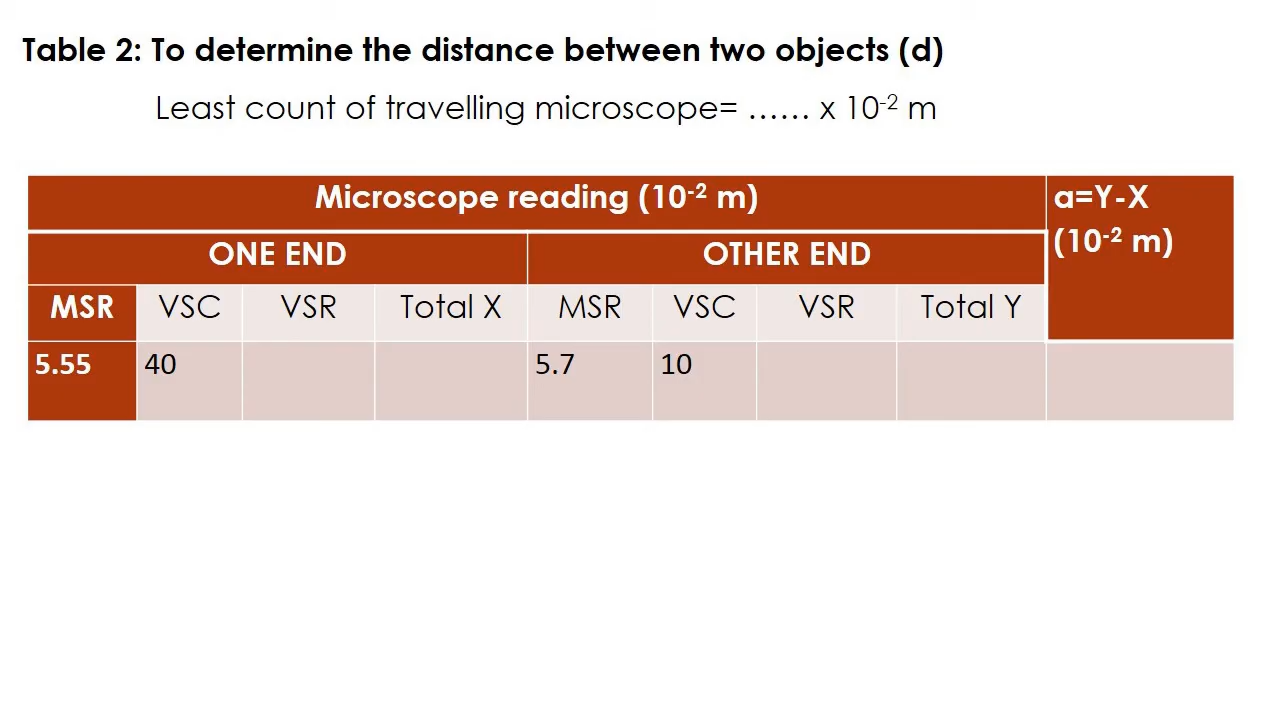 Table 2: To determine the distance between two objects (d)
Least count of travelling microscope= …… x 10⁻² m
Microscope reading (10⁻² m)
a=Y-X
(10⁻² m)
ONE END
OTHER END
MSR VSC VSR Total X MSR VSC VSR Total Y
5.55 40 5.7 10